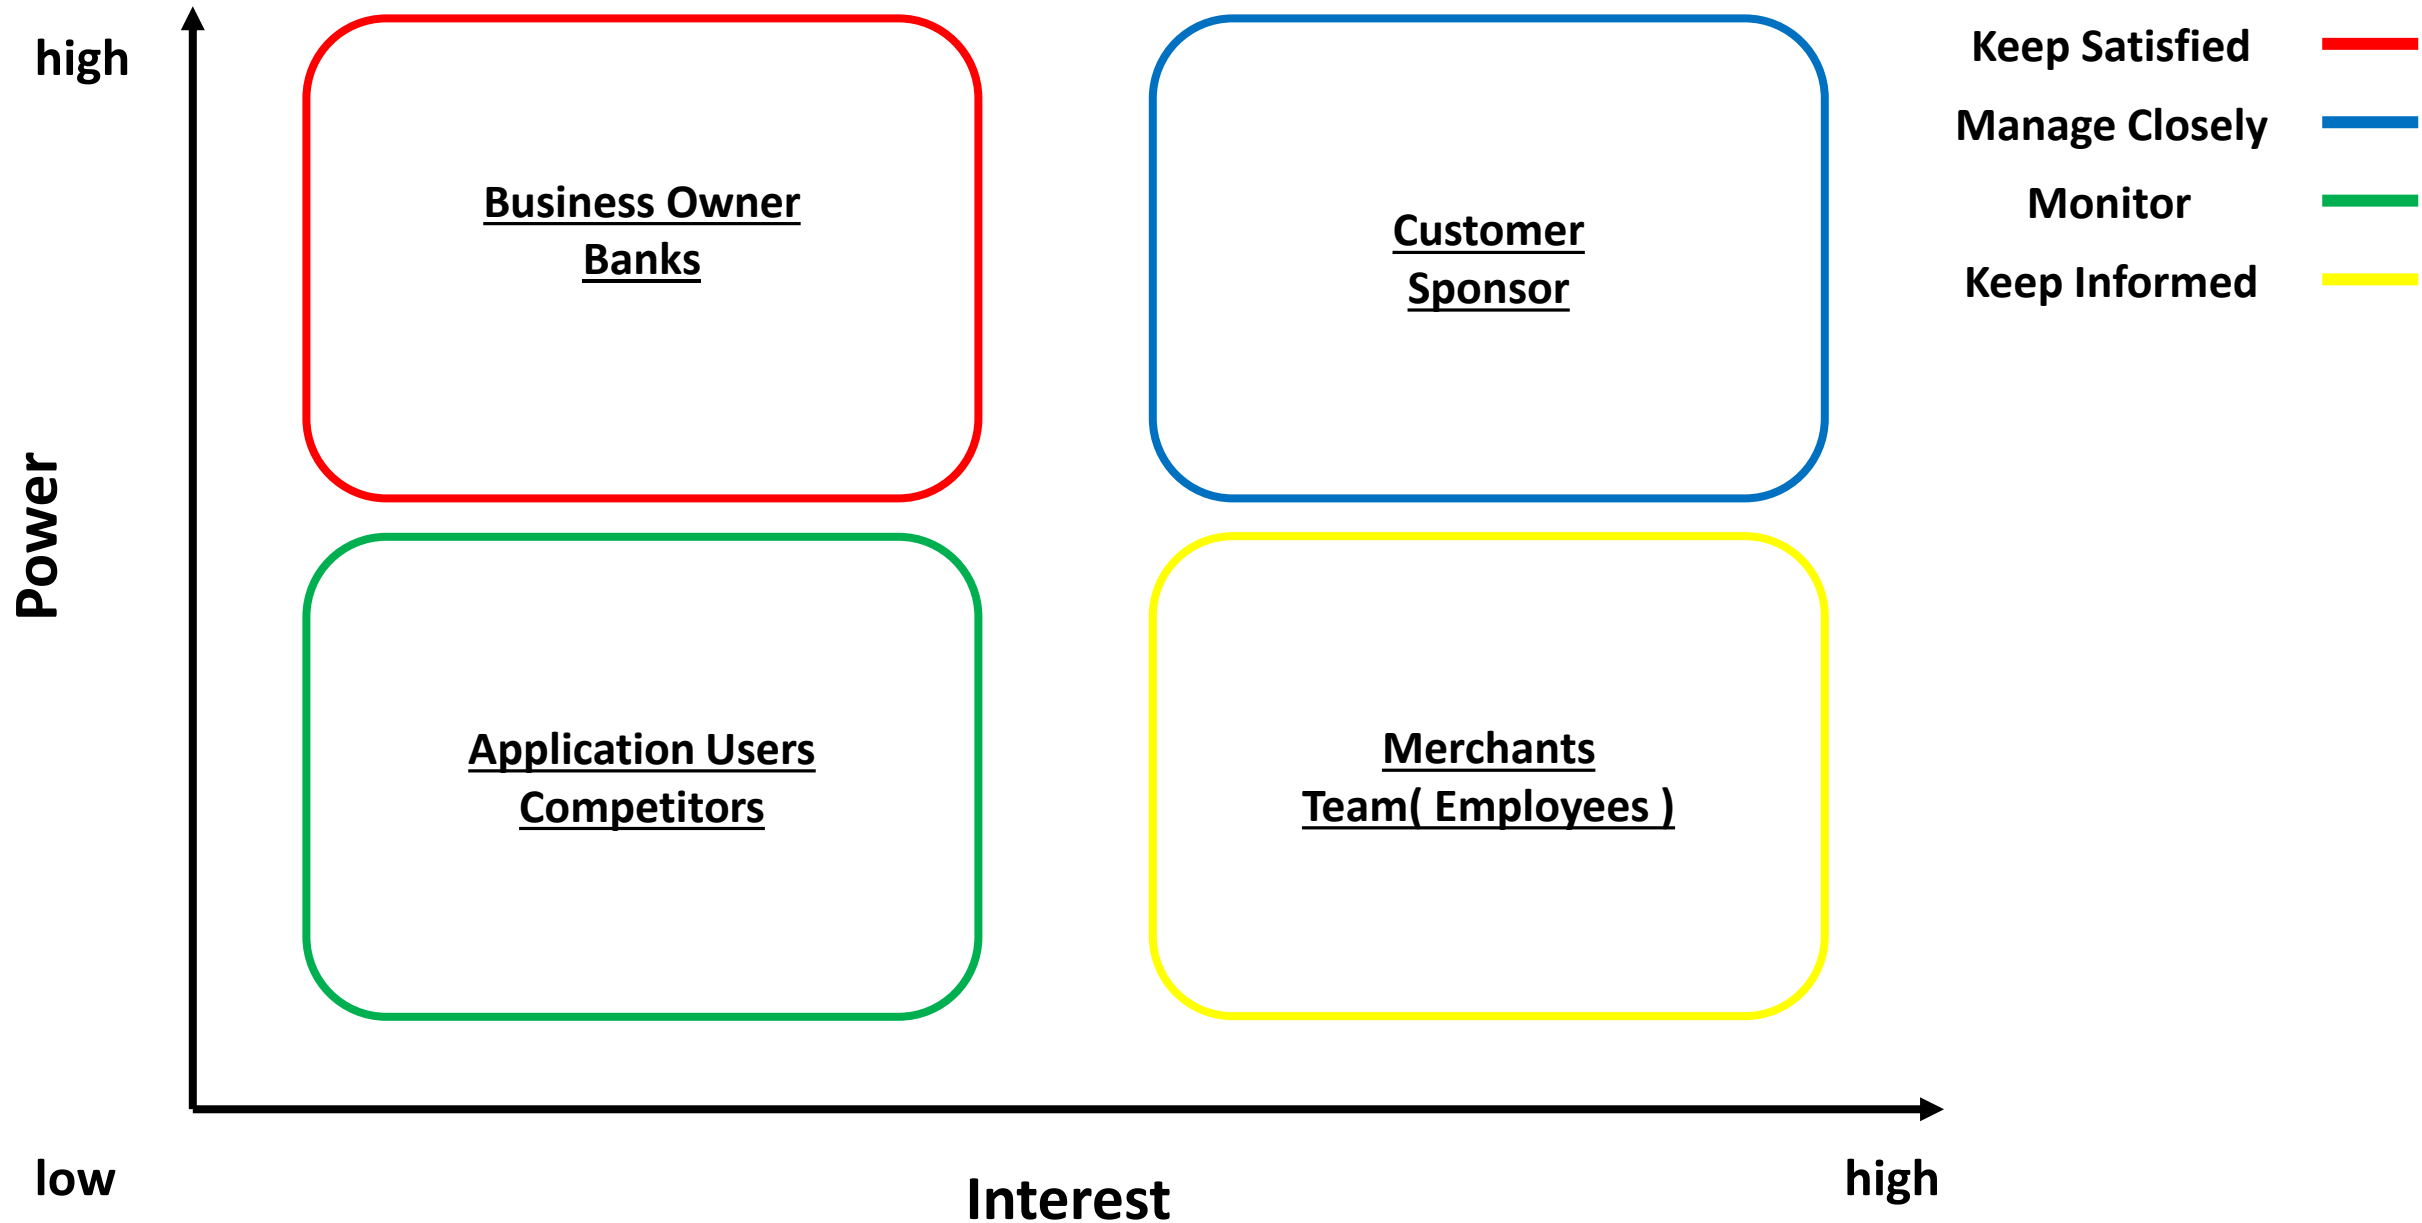 high
Keep Satisfied
Manage Closely
Monitor
Keep Informed
Business Owner
Banks
Customer
Sponsor
Power
Application Users
Competitors
Merchants
Team( Employees )
low
Interest
high